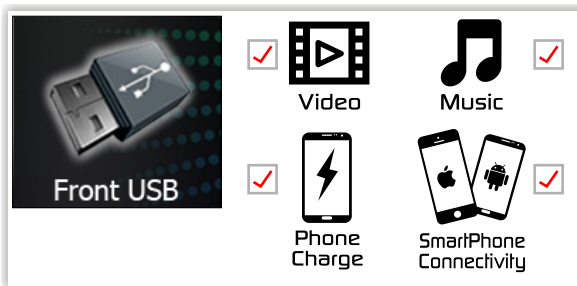 Front USB
Video
Music
Phone
Charge
SmartPhone
Connectivity